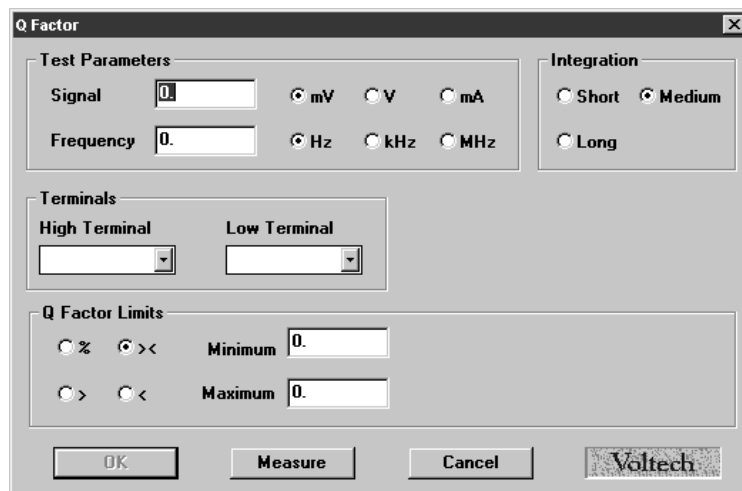 Q Factor
Test Parameters
Signal 0. mV V mA
Frequency 0. Hz kHz MHz
Integration
Short Medium
Long
Terminals
High Terminal Low Terminal
Q Factor Limits
% >< Minimum 0.
> < Maximum 0.
OK Measure Cancel Voltech